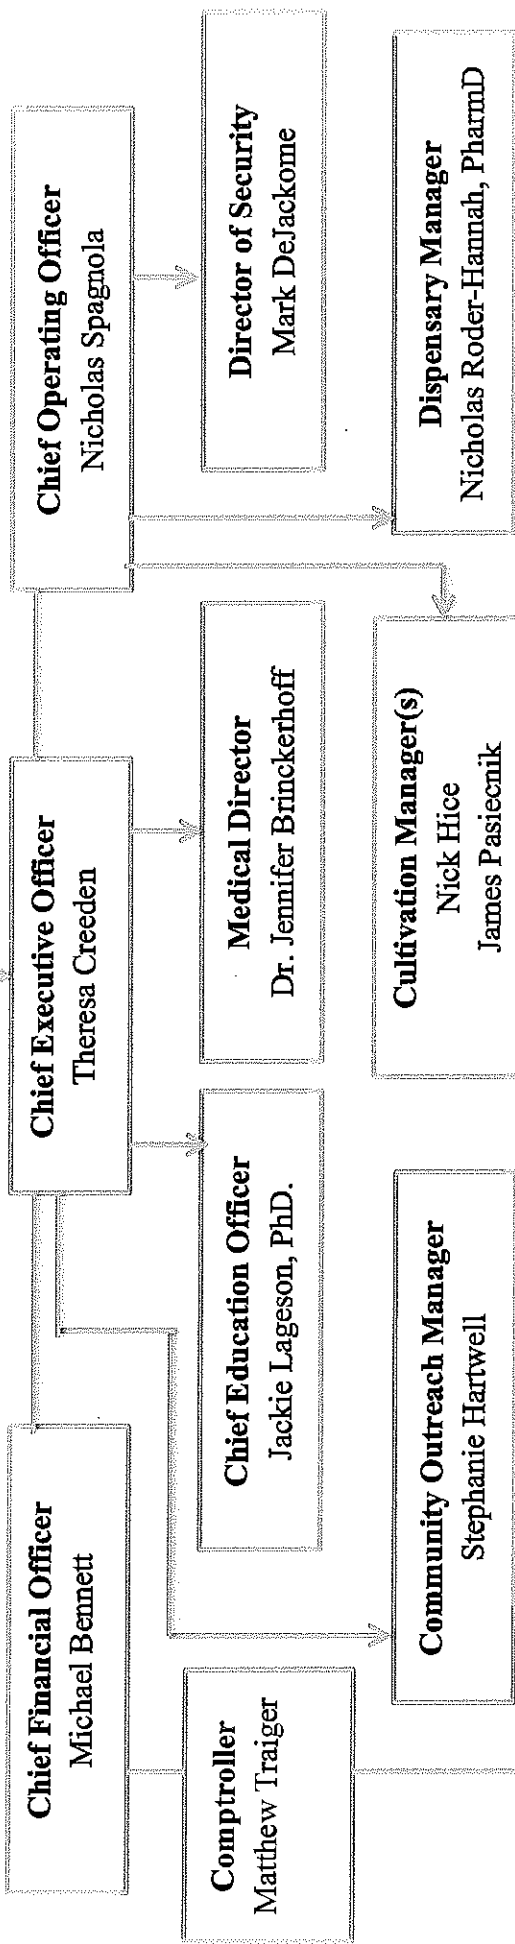 Chief Financial Officer
Michael Bennett
Chief Executive Officer
Theresa Creeden
Chief Operating Officer
Nicholas Spagnola
Comptroller
Matthew Traiger
Chief Education Officer
Jackie Lageson, PhD.
Medical Director
Dr. Jennifer Brinckerhoff
Director of Security
Mark DeJackome
Community Outreach Manager
Stephanie Hartwell
Cultivation Manager(s)
Nick Hice
James Pasiecnik
Dispensary Manager
Nicholas Roder-Hannah, PharmD